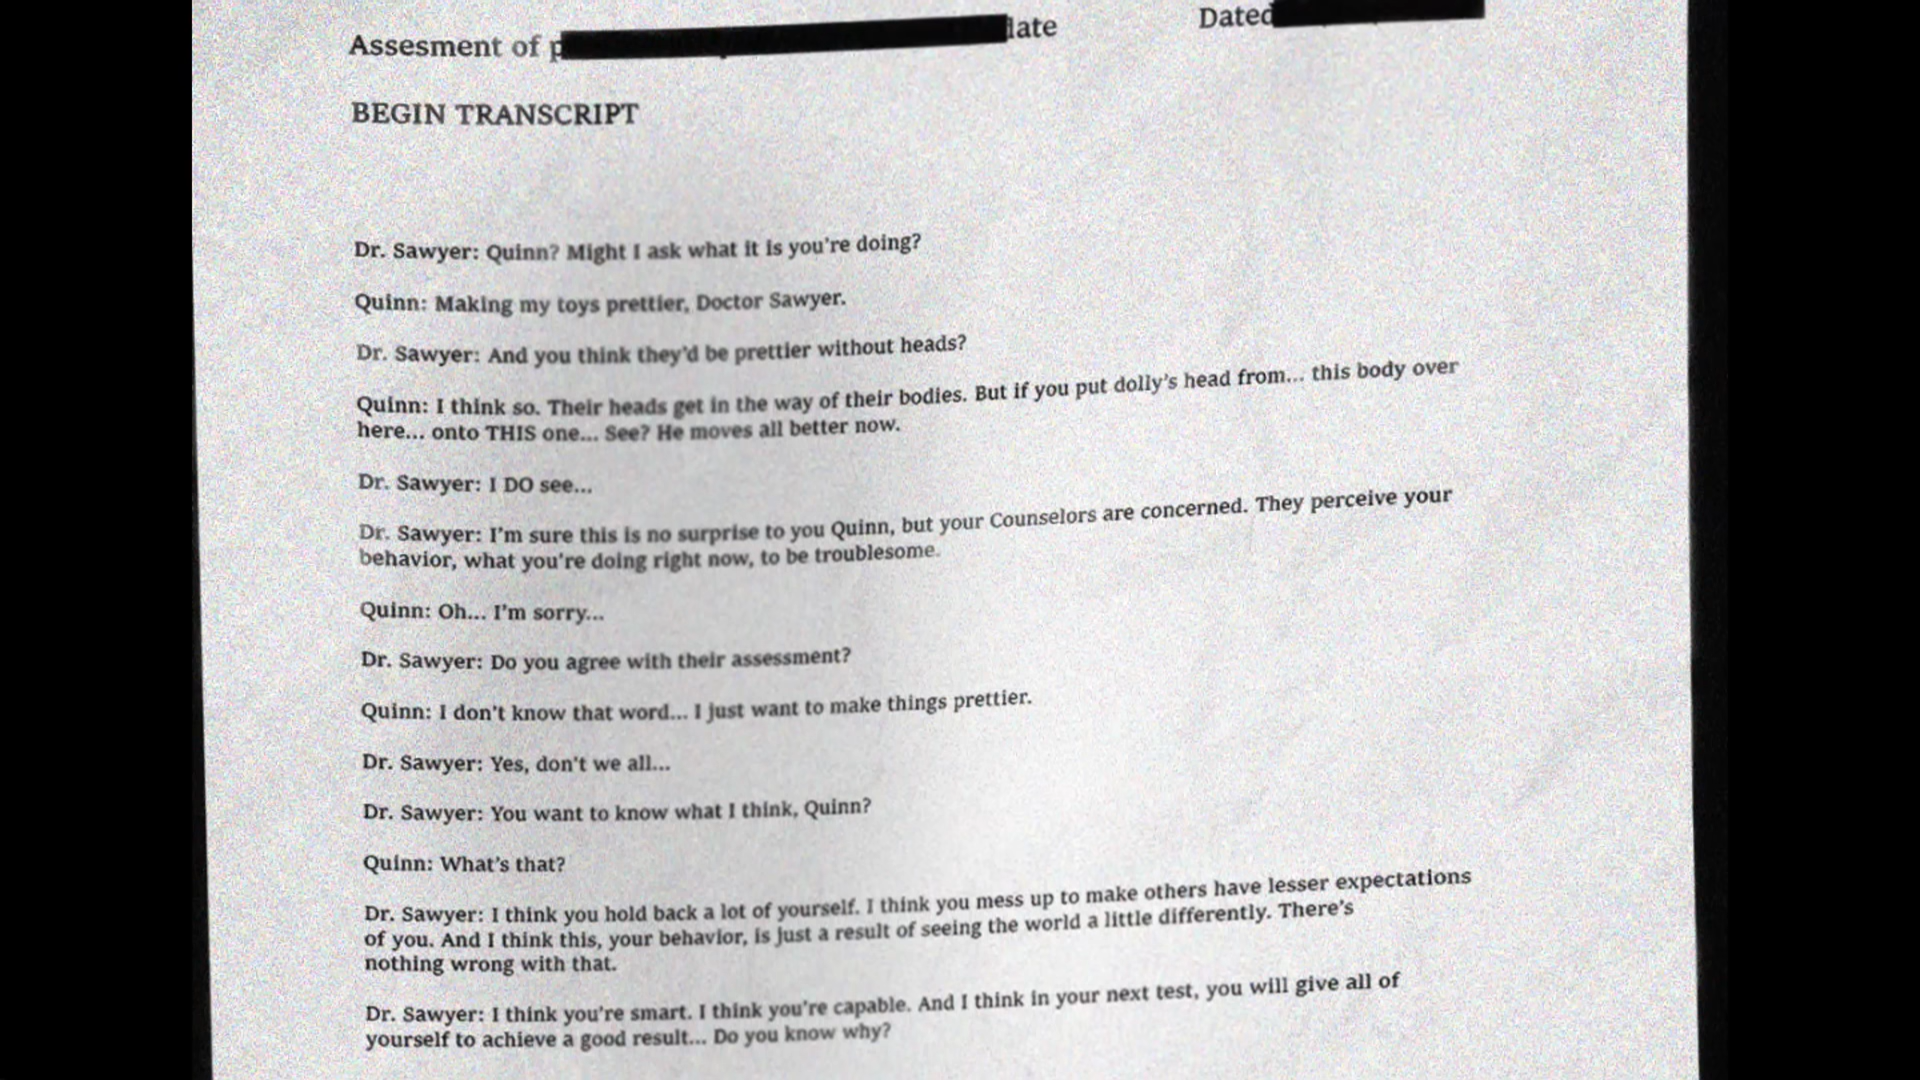 Assesment of p
late
Dated
BEGIN TRANSCRIPT
Dr. Sawyer: Quinn? Might I ask what it is you're doing?
Quinn: Making my toys prettier, Doctor Sawyer.
Dr. Sawyer: And you think they'd be prettier without heads?
Quinn: I think so. Their heads get in the way of their bodies. But if you put dolly's head from... this body over
here... onto THIS one... See? He moves all better now.
Dr. Sawyer: I DO see...
Dr. Sawyer: I'm sure this is no surprise to you Quinn, but your Counselors are concerned. They perceive your
behavior, what you're doing right now, to be troublesome.
Quinn: Oh... I'm sorry...
Dr. Sawyer: Do you agree with their assessment?
Quinn: I don't know that word... I just want to make things prettier.
Dr. Sawyer: Yes, don't we all...
Dr. Sawyer: You want to know what I think, Quinn?
Quinn: What's that?
Dr. Sawyer: I think you hold back a lot of yourself. I think you mess up to make others have lesser expectations
of you. And I think this, your behavior, is just a result of seeing the world a little differently. There's
nothing wrong with that.
Dr. Sawyer: I think you're smart. I think you're capable. And I think in your next test, you will give all of
yourself to achieve a good result... Do you know why?